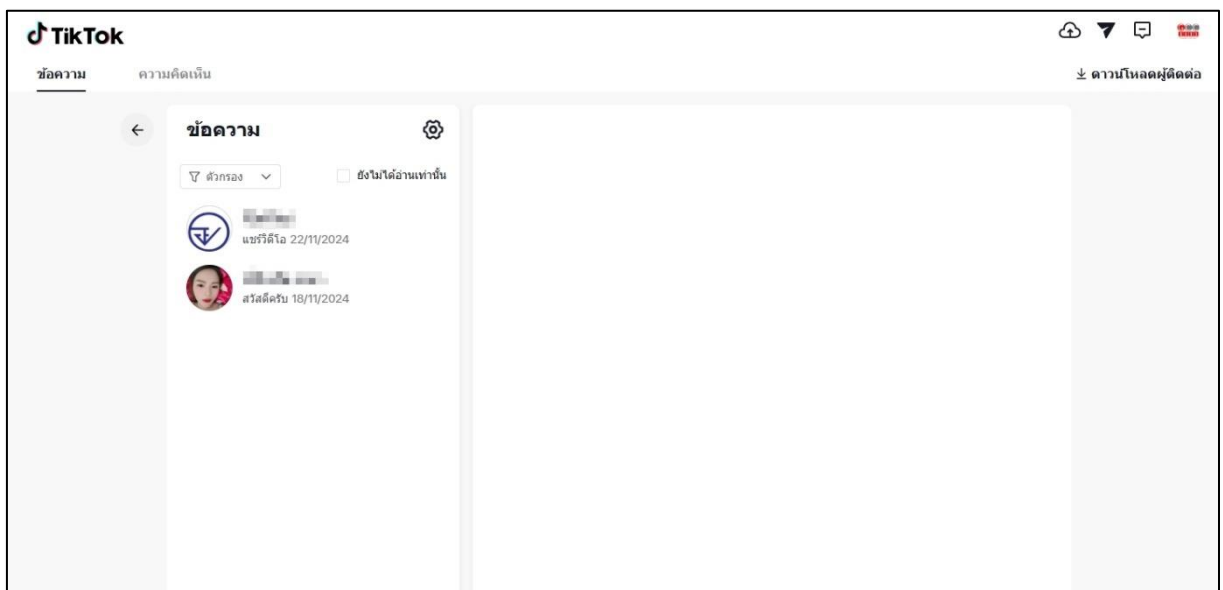 TikTok
ข้อความ ความคิดเห็น ดาวน์โหลดผู้ติดต่อ
ข้อความ
ตัวกรอง ยังไม่ได้อ่านเท่านั้น
แชร์วิดีโอ 22/11/2024
สวัสดีครับ 18/11/2024